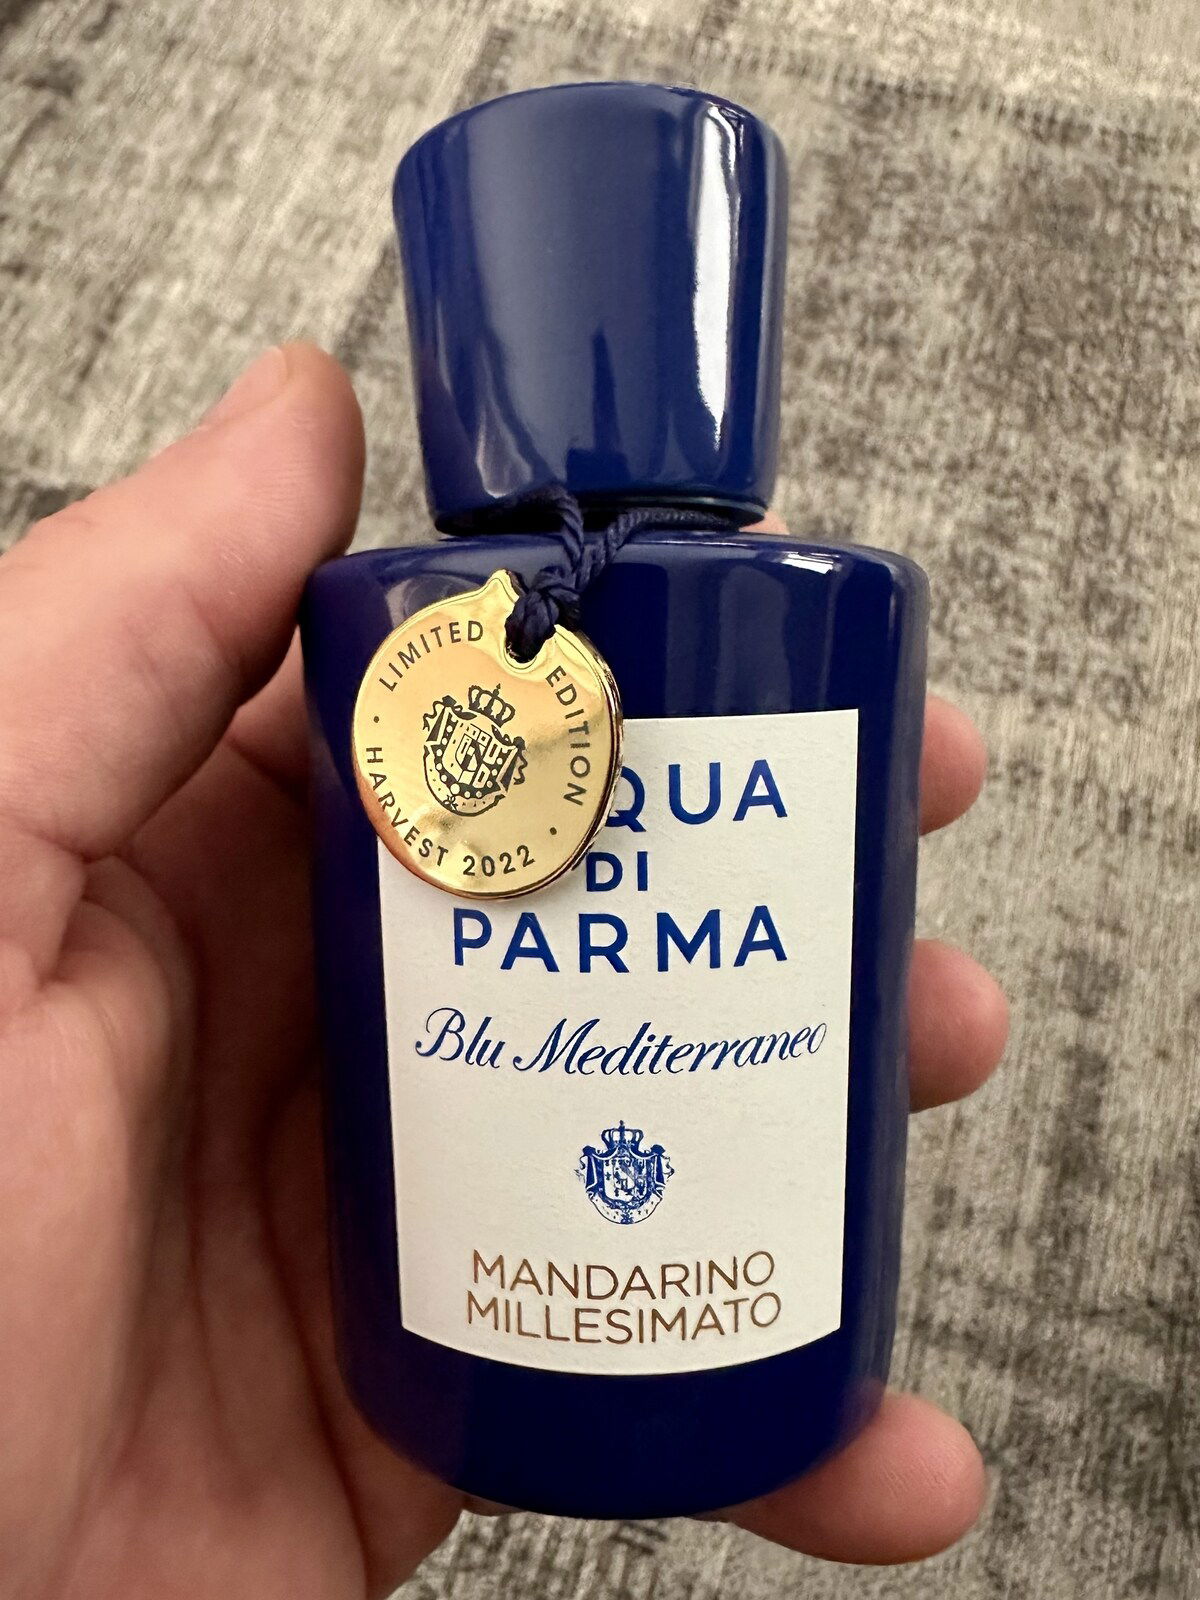 LIMITED EDITION
HARVEST 2022
QUA
DI
PARMA
Blu Mediterraneo
MANDARINO
MILLESIMATO